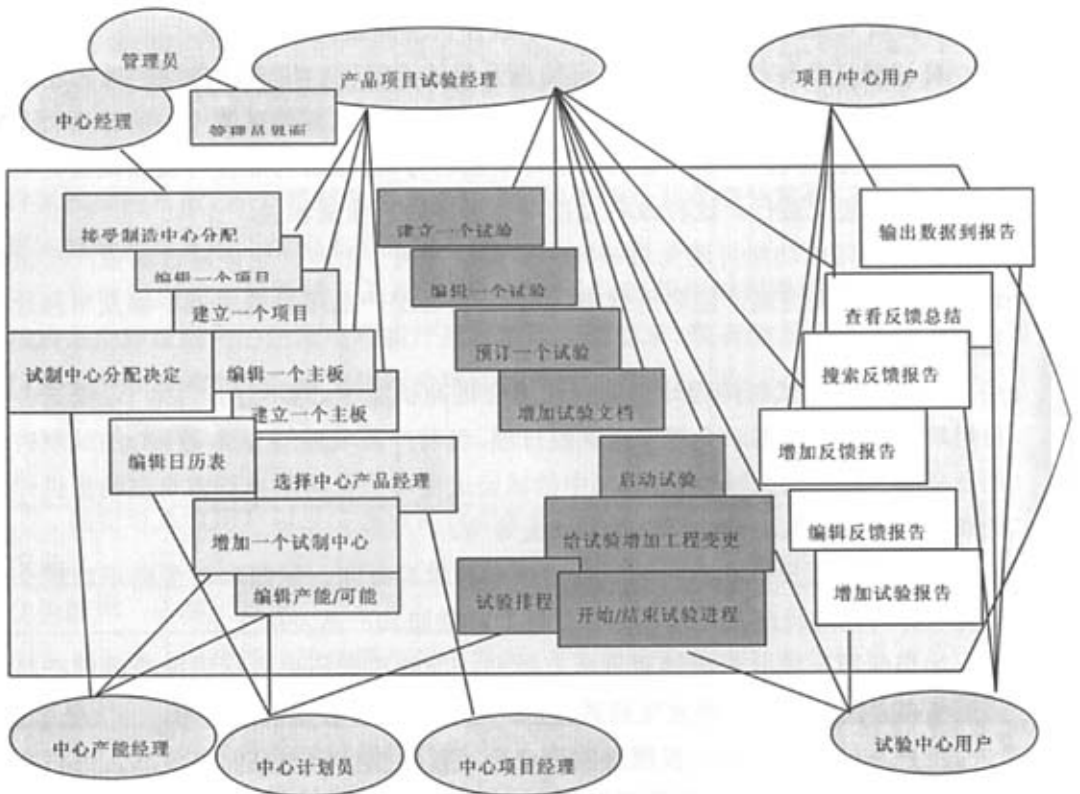 管理员
产品项目试验经理
项目/中心用户
中心经理
管理员界面
接受制造中心分配
建立一个试验
输出数据到报告
编辑一个项目
编辑一个试验
建立一个项目
查看反馈总结
预订一个试验
试制中心分配决定
编辑一个主板
搜索反馈报告
建立一个主板
增加试验文档
编辑日历表
增加反馈报告
选择中心产品经理
启动试验
增加一个试制中心
给试验增加工程变更
编辑反馈报告
编辑产能/可能
试验排程
开始/结束试验进程
增加试验报告
中心产能经理
中心计划员
中心项目经理
试验中心用户